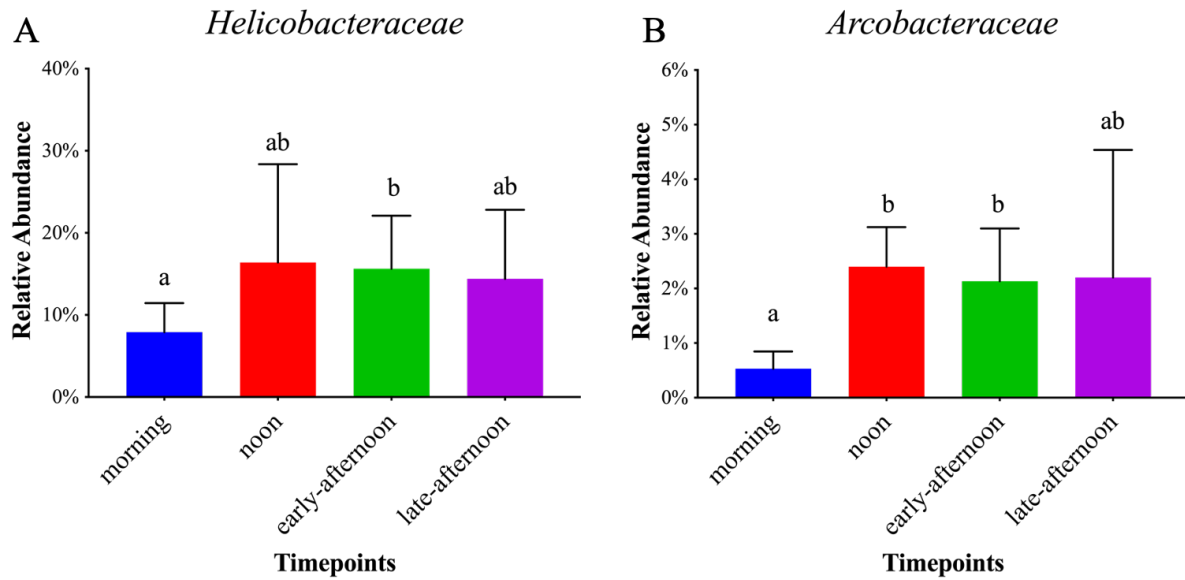 A
Helicobacteraceae
Relative Abundance
40%
30%
20%
10%
0%
a
ab
b
ab
morning
noon
early-afternoon
late-afternoon
Timepoints
B
Arcobacteraceae
Relative Abundance
6%
5%
4%
3%
2%
1%
0%
a
b
b
ab
morning
noon
early-afternoon
late-afternoon
Timepoints